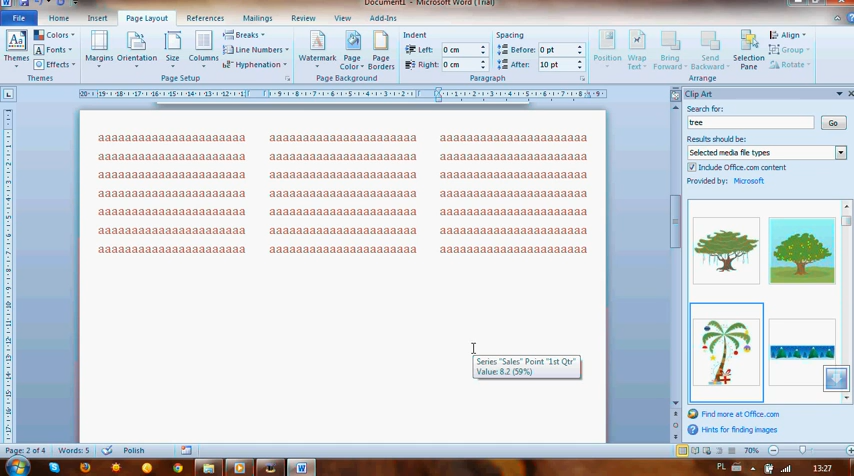 Document1 - Microsoft Word (Trial)
File Home Insert Page Layout References Mailings Review View Add-Ins
Colors Breaks Indent Spacing Align
Fonts Line Numbers Left: 0 cm Before: 0 pt Group
Themes Effects Margins Orientation Size Columns Hyphenation Watermark Page Color Page Borders Right: 0 cm After: 10 pt Position Wrap Text Bring Forward Send Backward Selection Pane Rotate
Themes Page Setup Page Background Paragraph Arrange
Clip Art
Search for:
tree Go
Results should be:
Selected media file types
Include Office.com content
Provided by: Microsoft
aaaaaaaaaaaaaaaaaaaaaa aaaaaaaaaaaaaaaaaaaaaa aaaaaaaaaaaaaaaaaaaaaa
aaaaaaaaaaaaaaaaaaaaaa aaaaaaaaaaaaaaaaaaaaaa aaaaaaaaaaaaaaaaaaaaaa
aaaaaaaaaaaaaaaaaaaaaa aaaaaaaaaaaaaaaaaaaaaa aaaaaaaaaaaaaaaaaaaaaa
aaaaaaaaaaaaaaaaaaaaaa aaaaaaaaaaaaaaaaaaaaaa aaaaaaaaaaaaaaaaaaaaaa
aaaaaaaaaaaaaaaaaaaaaa aaaaaaaaaaaaaaaaaaaaaa aaaaaaaaaaaaaaaaaaaaaa
aaaaaaaaaaaaaaaaaaaaaa aaaaaaaaaaaaaaaaaaaaaa aaaaaaaaaaaaaaaaaaaaaa
aaaaaaaaaaaaaaaaaaaaaa aaaaaaaaaaaaaaaaaaaaaa aaaaaaaaaaaaaaaaaaaaaa
Series "Sales" Point "1st Qtr"
Value: 8.2 (59%)
Find more at Office.com
Hints for finding images
Page: 2 of 4 Words: 5 Polish 70%
PL 13:27